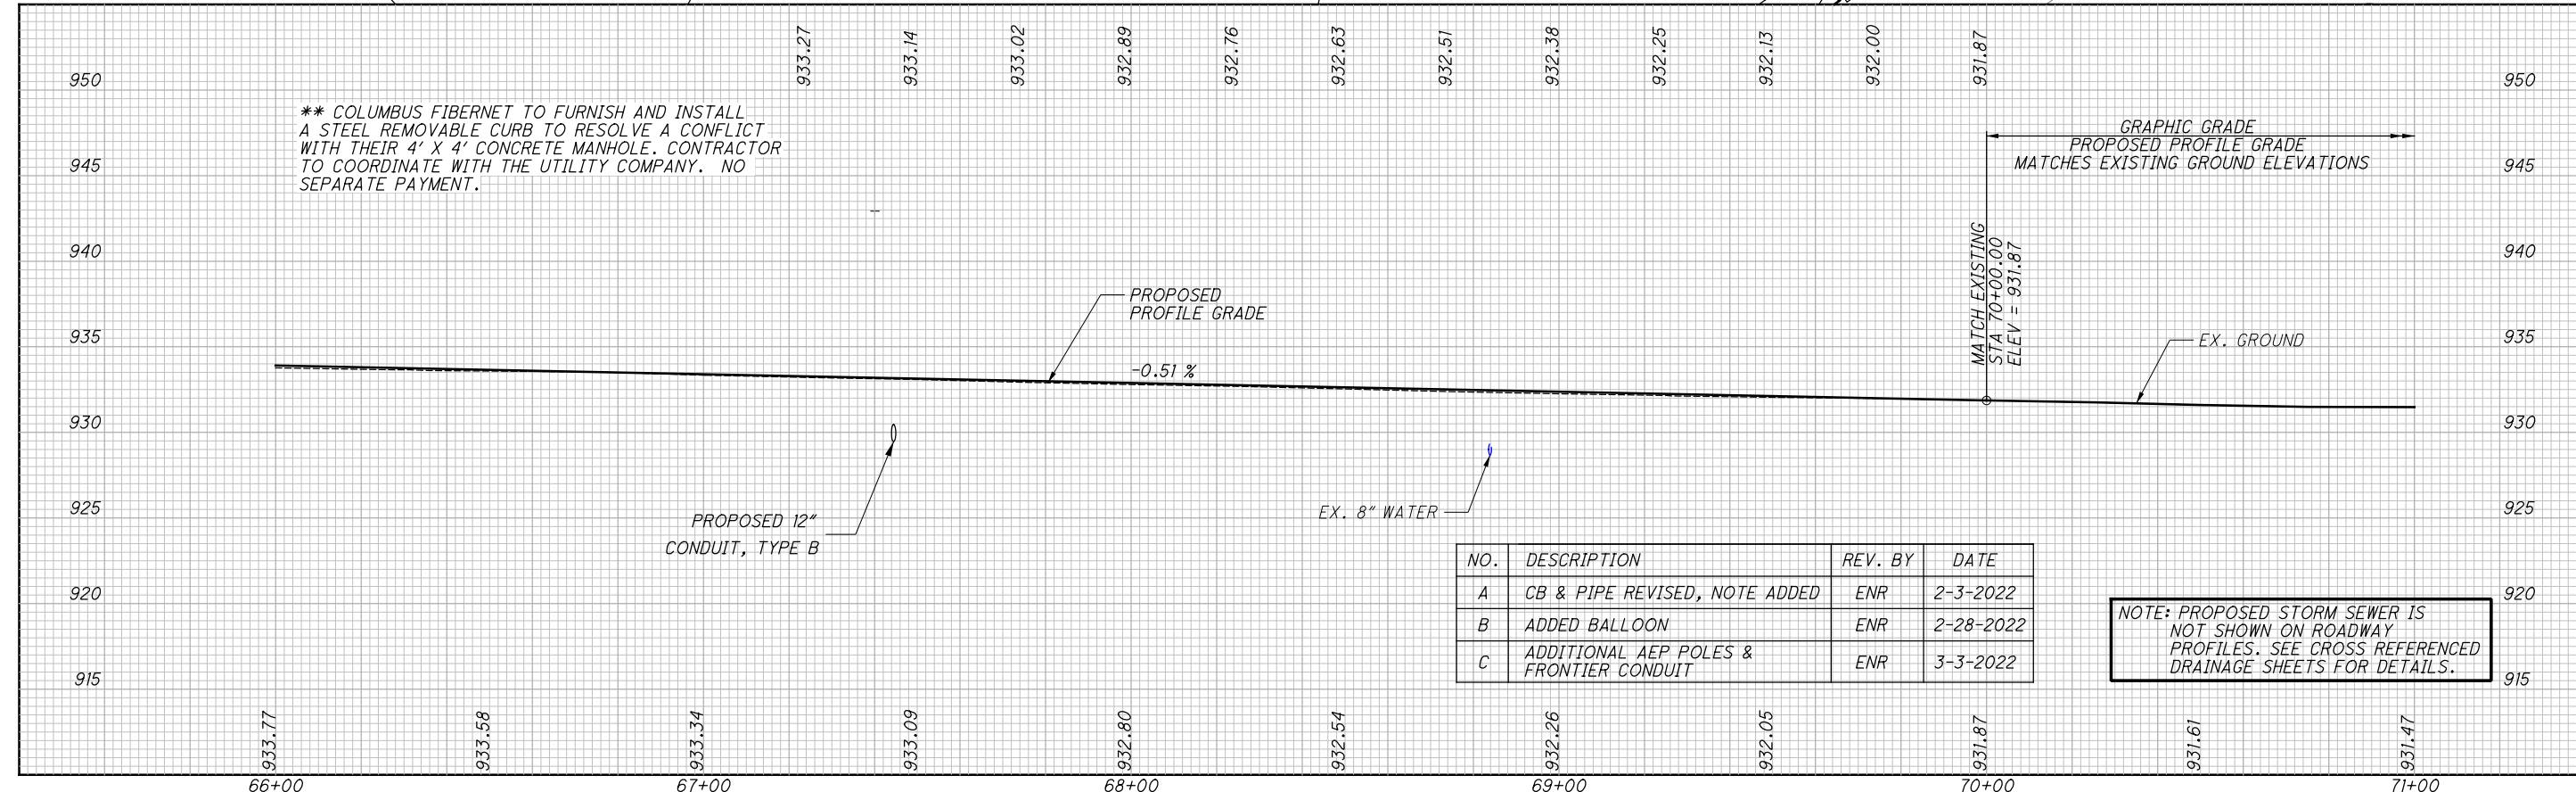 933.27
933.14
933.02
932.89
932.76
932.63
932.51
932.38
932.25
932.13
932.00
931.87
950
950
** COLUMBUS FIBERNET TO FURNISH AND INSTALL
A STEEL REMOVABLE CURB TO RESOLVE A CONFLICT
WITH THEIR 4' X 4' CONCRETE MANHOLE. CONTRACTOR
TO COORDINATE WITH THE UTILITY COMPANY. NO
SEPARATE PAYMENT.
GRAPHIC GRADE
PROPOSED PROFILE GRADE
MATCHES EXISTING GROUND ELEVATIONS
945
945
--
940
940
MATCH EXISTING
STA 70+00.00
ELEV = 931.87
PROPOSED
PROFILE GRADE
935
935
EX. GROUND
-0.51 %
930
930
925
925
PROPOSED 12"
CONDUIT, TYPE B
EX. 8" WATER
NO. DESCRIPTION REV. BY DATE
A CB & PIPE REVISED, NOTE ADDED ENR 2-3-2022
B ADDED BALLOON ENR 2-28-2022
C ADDITIONAL AEP POLES &
FRONTIER CONDUIT ENR 3-3-2022
920
920
NOTE: PROPOSED STORM SEWER IS
NOT SHOWN ON ROADWAY
PROFILES. SEE CROSS REFERENCED
DRAINAGE SHEETS FOR DETAILS.
915
915
933.77
933.58
933.34
933.09
932.80
932.54
932.26
932.05
931.87
931.61
931.47
66+00
67+00
68+00
69+00
70+00
71+00